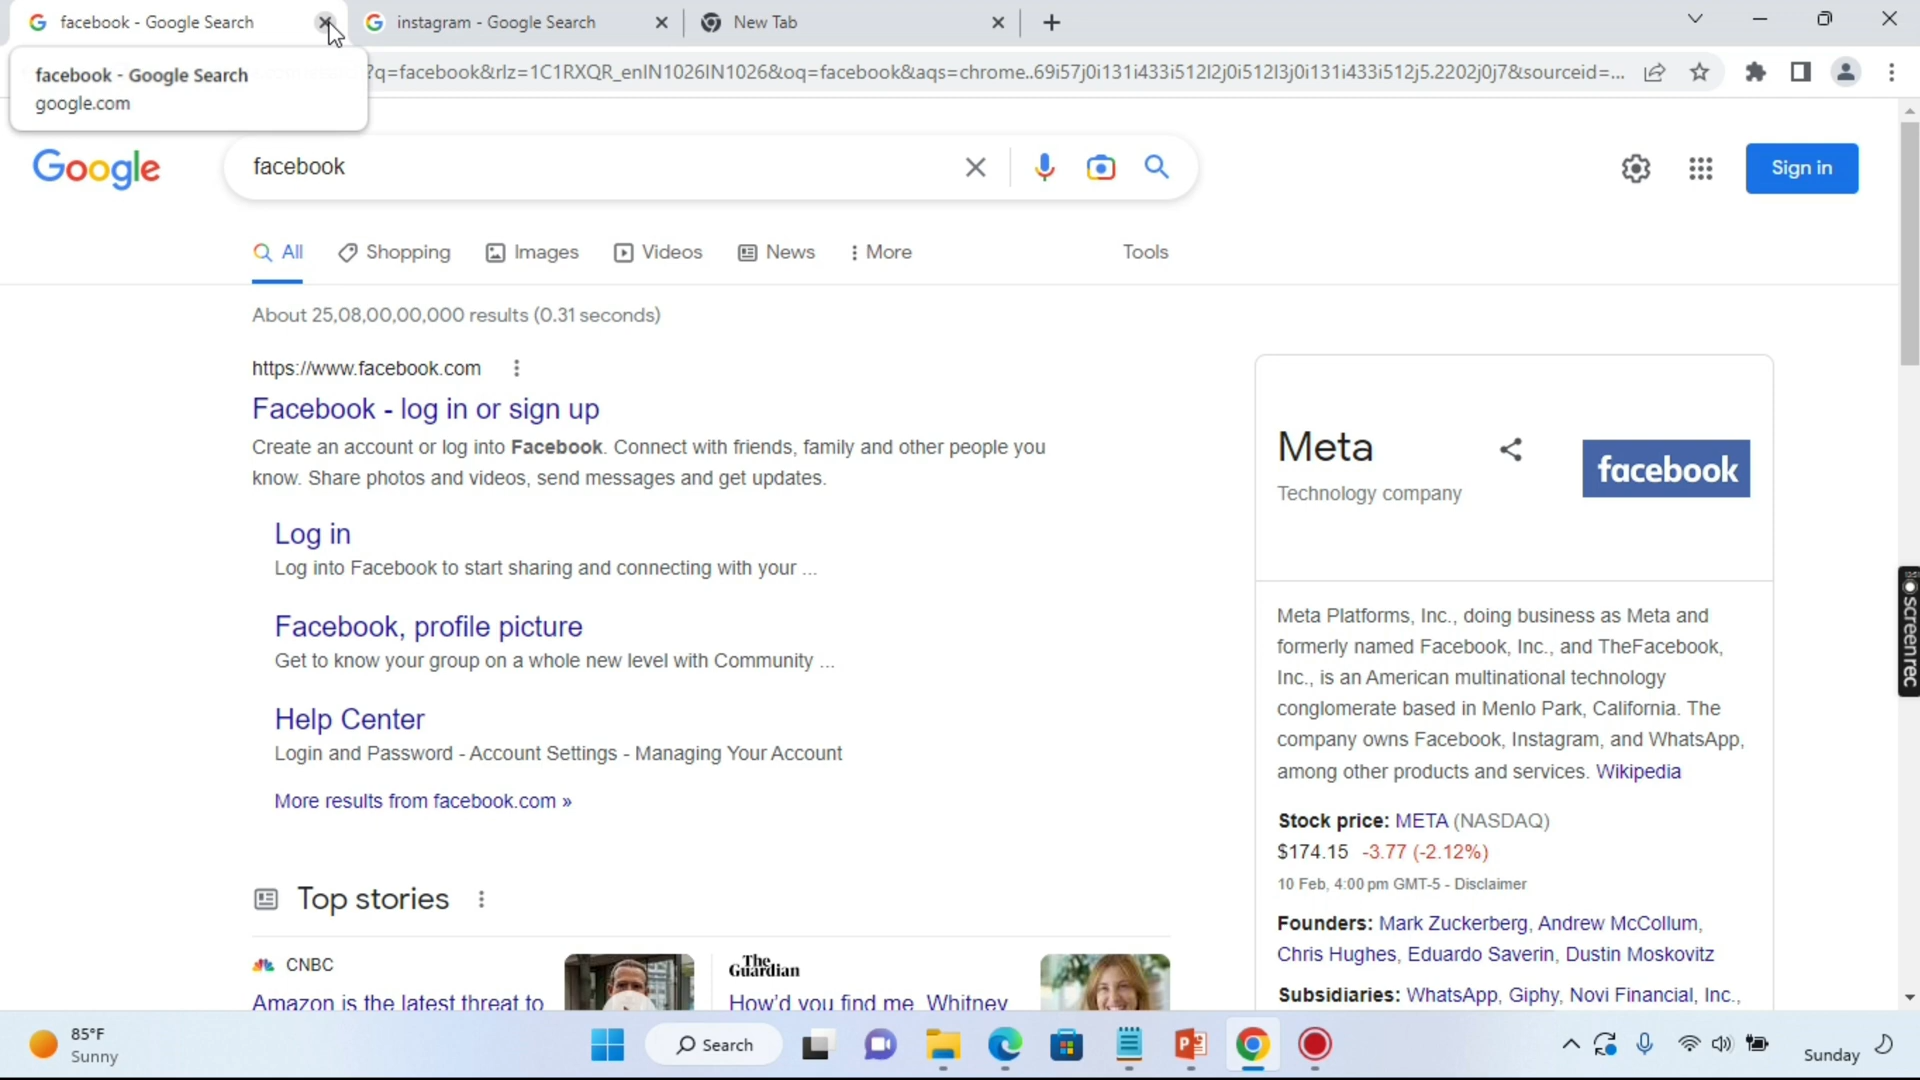 facebook - Google Search
instagram - Google Search
New Tab
?q=facebook&rlz=1C1RXQR_enIN1026IN1026&oq=facebook&aqs=chrome..69i57j0i131i433i512l2j0i512l3j0i131i433i512j5.2202j0j7&sourceid=...
facebook - Google Search
google.com
Google
facebook
Sign in
All
Shopping
Images
Videos
News
More
Tools
About 25,08,00,00,000 results (0.31 seconds)
https://www.facebook.com
Facebook - log in or sign up
Create an account or log into Facebook. Connect with friends, family and other people you
know. Share photos and videos, send messages and get updates.
Log in
Log into Facebook to start sharing and connecting with your ...
Facebook, profile picture
Get to know your group on a whole new level with Community ...
Help Center
Login and Password - Account Settings - Managing Your Account
More results from facebook.com »
Top stories
CNBC
Amazon is the latest threat to
The Guardian
How'd you find me, Whitney
Meta
Technology company
facebook
Meta Platforms, Inc., doing business as Meta and
formerly named Facebook, Inc., and TheFacebook,
Inc., is an American multinational technology
conglomerate based in Menlo Park, California. The
company owns Facebook, Instagram, and WhatsApp,
among other products and services. Wikipedia
Stock price: META (NASDAQ)
$174.15 -3.77 (-2.12%)
10 Feb, 4:00 pm GMT-5 - Disclaimer
Founders: Mark Zuckerberg, Andrew McCollum,
Chris Hughes, Eduardo Saverin, Dustin Moskovitz
Subsidiaries: WhatsApp, Giphy, Novi Financial, Inc.,
screenrec
85°F
Sunny
Search
Sunday